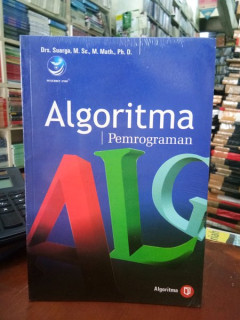 Drs. Suarga, M. Sc., M. Math., Ph. D.
Algoritma
Pemrograman
ALG
Algoritma